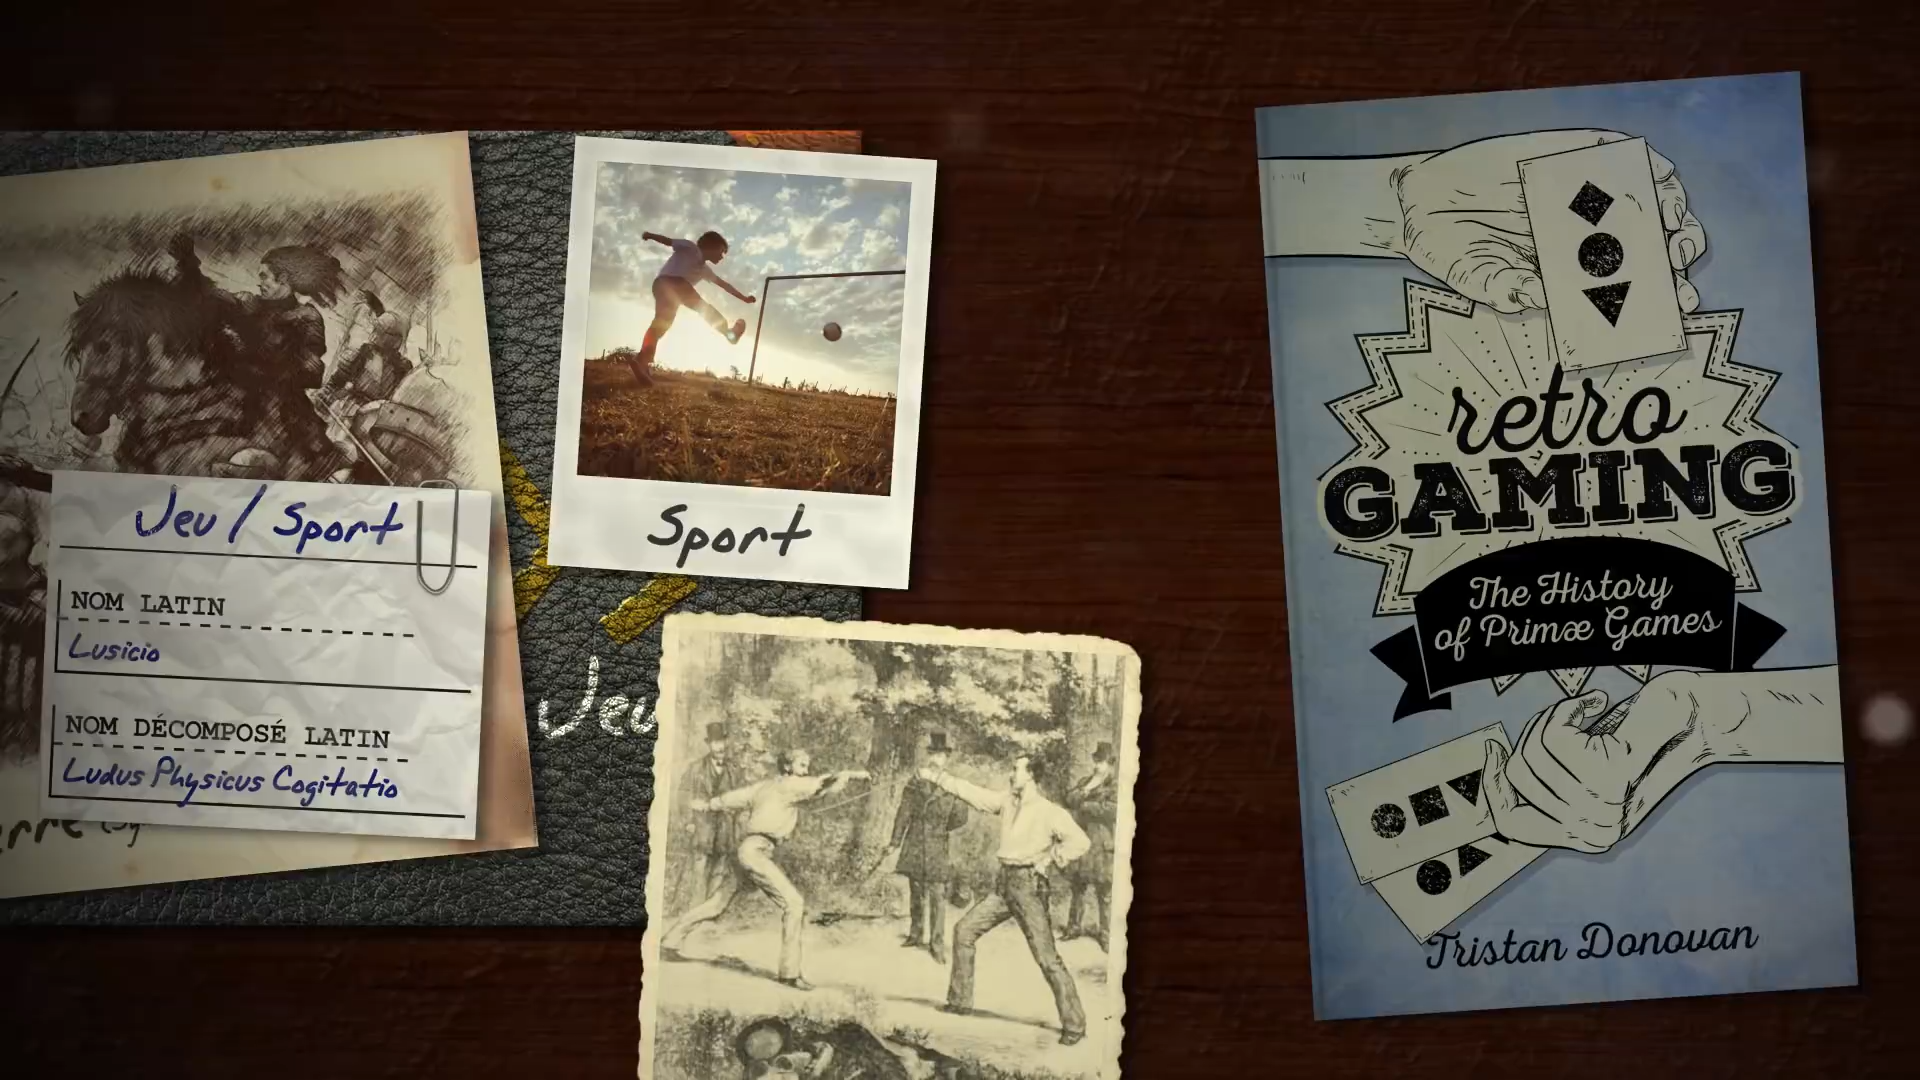 Jeu / Sport
NOM LATIN
Lusicio
NOM DÉCOMPOSÉ LATIN
Ludus Physicus Cogitatio
Sport
Jeu
retro
GAMING
The History
of Primæ Games
Tristan Donovan